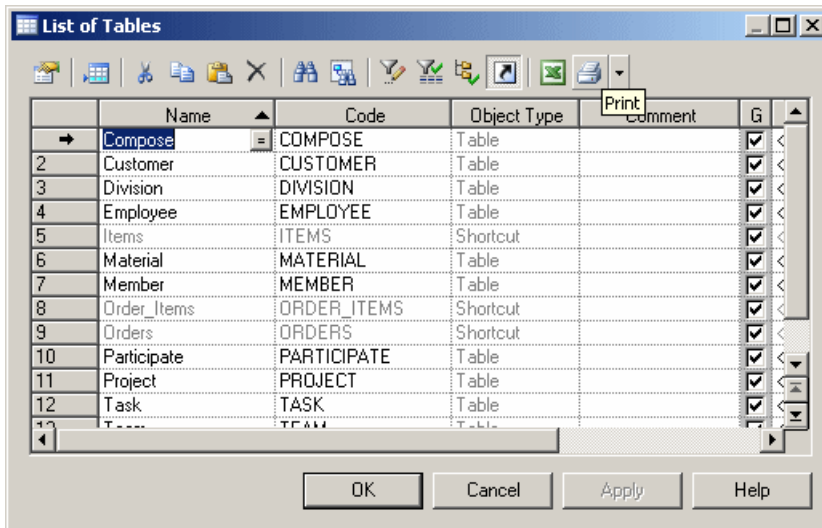 List of Tables
Print
Name Code Object Type Comment G
Compose = COMPOSE Table
2 Customer CUSTOMER Table
3 Division DIVISION Table
4 Employee EMPLOYEE Table
5 Items ITEMS Shortcut
6 Material MATERIAL Table
7 Member MEMBER Table
8 Order_Items ORDER_ITEMS Shortcut
9 Orders ORDERS Shortcut
10 Participate PARTICIPATE Table
11 Project PROJECT Table
12 Task TASK Table
OK Cancel Apply Help